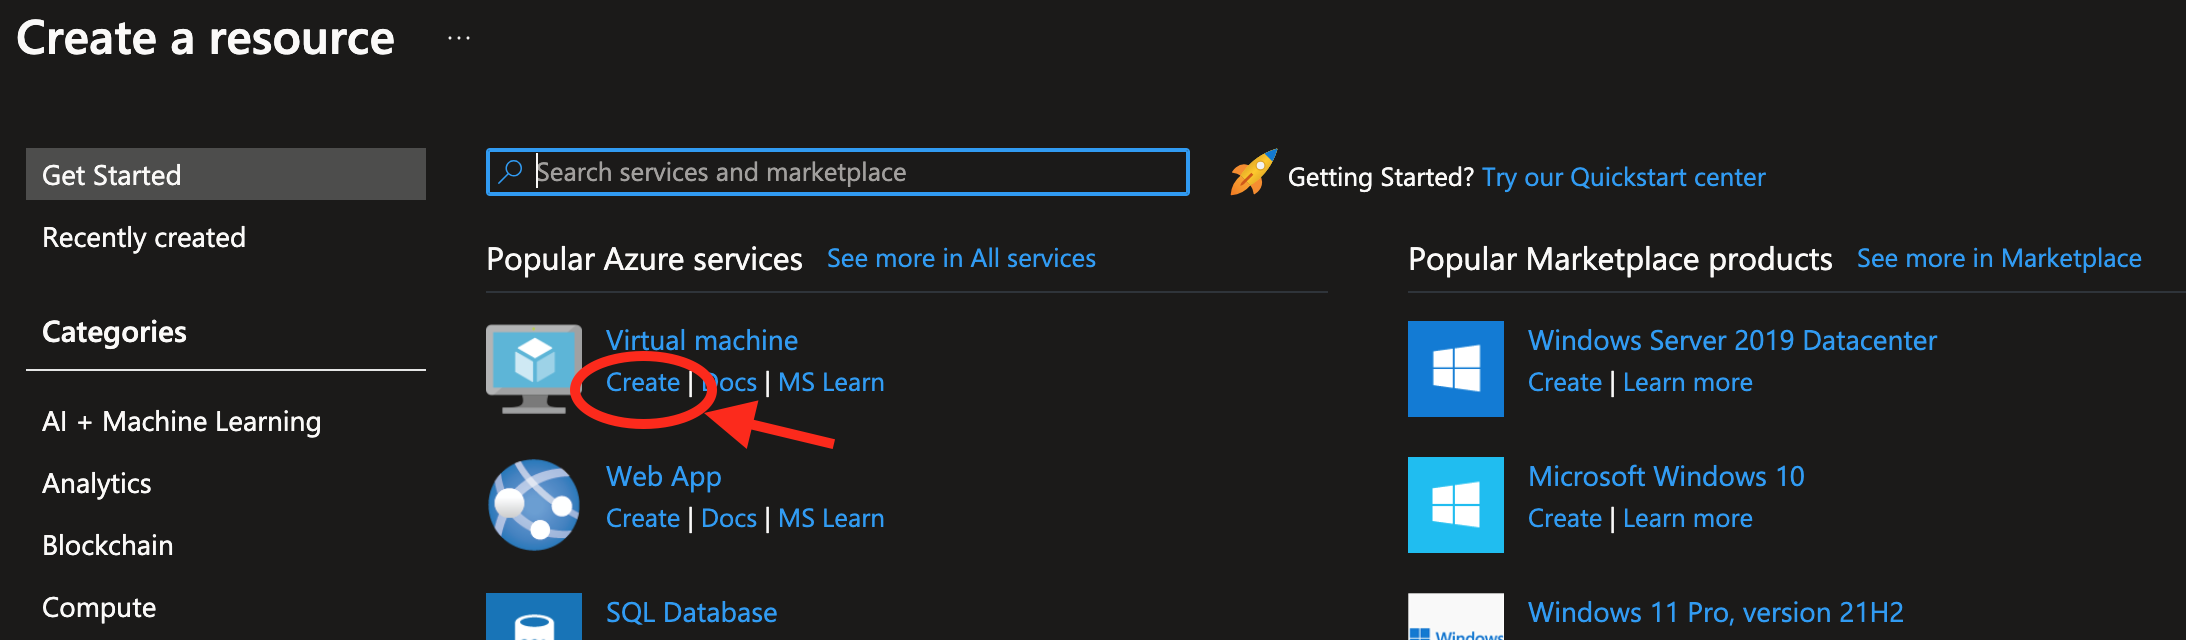 Create a resource ...
Get Started
Recently created
Categories
AI + Machine Learning
Analytics
Blockchain
Compute
Search services and marketplace
Getting Started? Try our Quickstart center
Popular Azure services See more in All services
Virtual machine
Create | Docs | MS Learn
Web App
Create | Docs | MS Learn
SQL Database
Popular Marketplace products See more in Marketplace
Windows Server 2019 Datacenter
Create | Learn more
Microsoft Windows 10
Create | Learn more
Windows
Windows 11 Pro, version 21H2